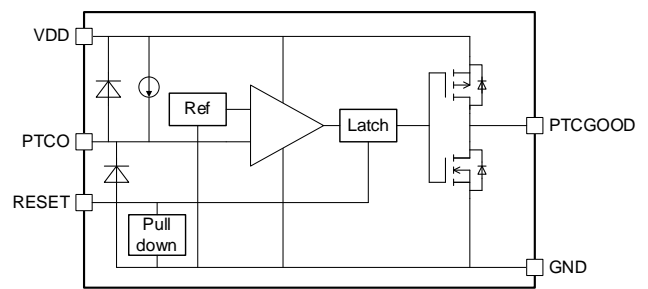 VDD
Ref
Latch
PTCO
PTCGOOD
RESET
Pull
down
GND